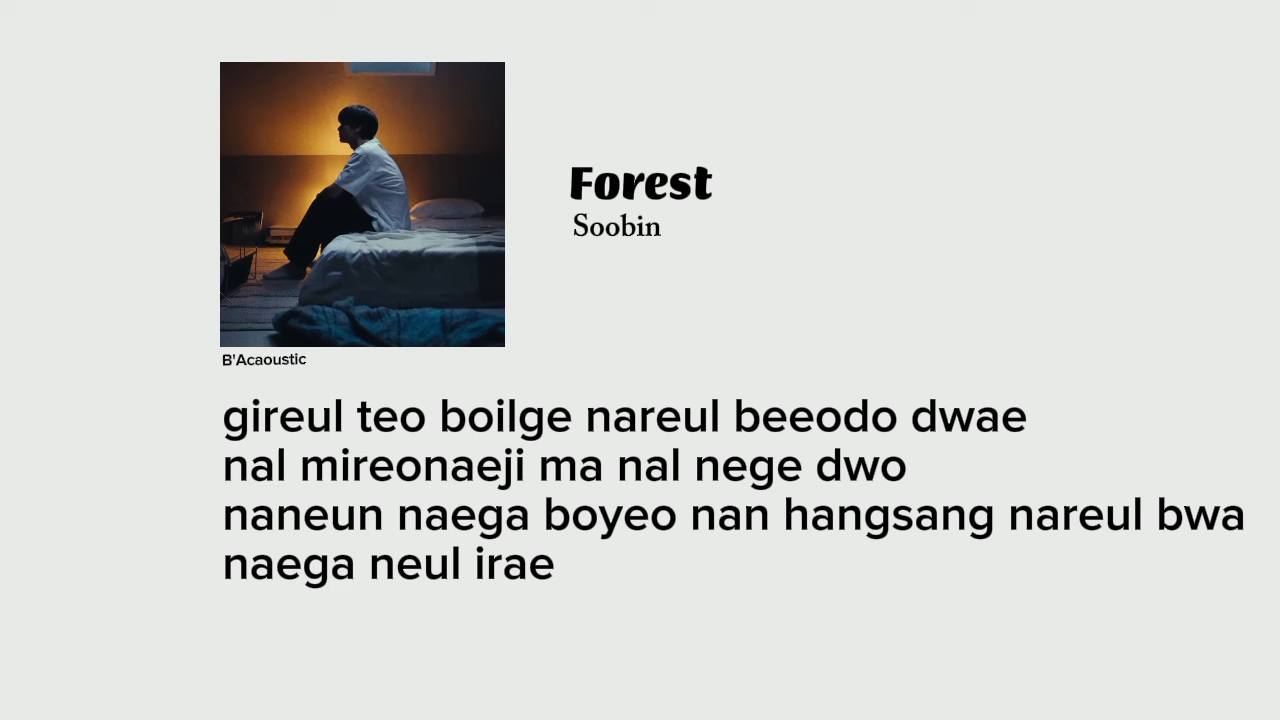 Forest
Soobin
B'Acaoustic
gireul teo boilge nareul beeodo dwae
nal mireonaeji ma nal nege dwo
naneun naega boyeo nan hangsang nareul bwa
naega neul irae